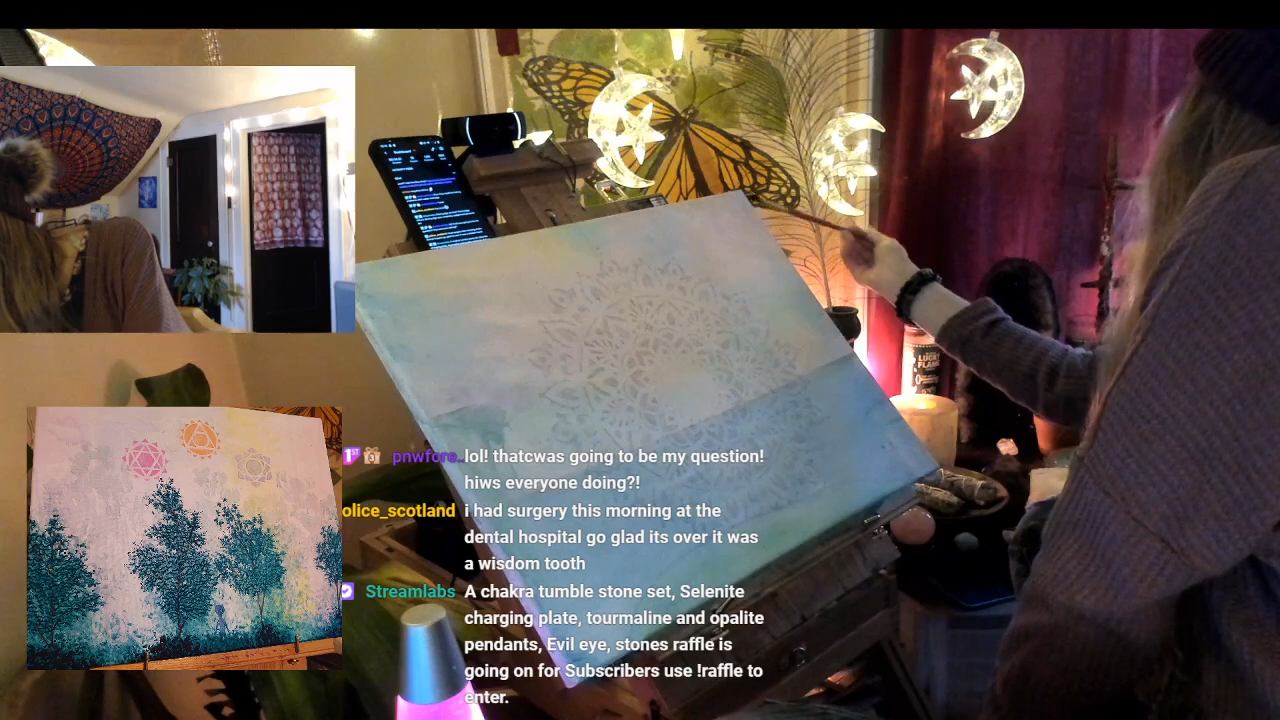 pnwfore.. lol! thatcwas going to be my question!
hiws everyone doing?!
olice_scotland i had surgery this morning at the
dental hospital go glad its over it was
a wisdom tooth
Streamlabs A chakra tumble stone set, Selenite
charging plate, tourmaline and opalite
pendants, Evil eye, stones raffle is
going on for Subscribers use !raffle to
enter.
LUCKY
FLAME